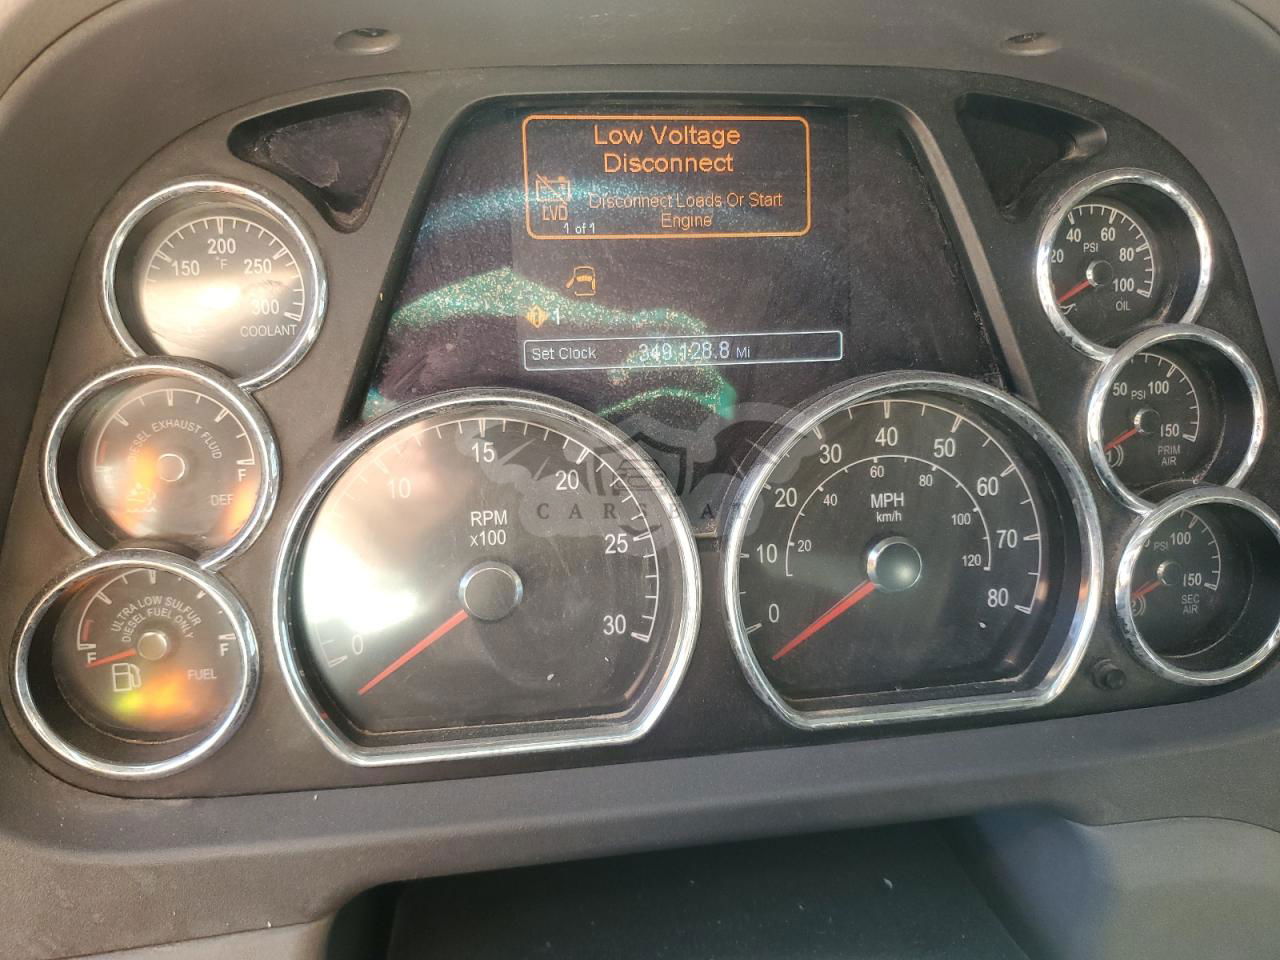 Low Voltage
Disconnect
Disconnect Loads Or Start
Engine
LVD
1 of 1
1
Set Clock 349,128.8 Mi
150 200 250 300
°F
COOLANT
DIESEL EXHAUST FLUID
F
DEF
ULTRA LOW SULFUR
DIESEL FUEL ONLY
E F
FUEL
0 10 15 20 25 30
RPM
x100
0 10 20 30 40 50 60 70 80
20 40 60 80 100 120
MPH
km/h
20 40 60 80 100
PSI
OIL
50 100 150
PSI
PRIM
AIR
1
100 150
PSI
SEC
AIR
2